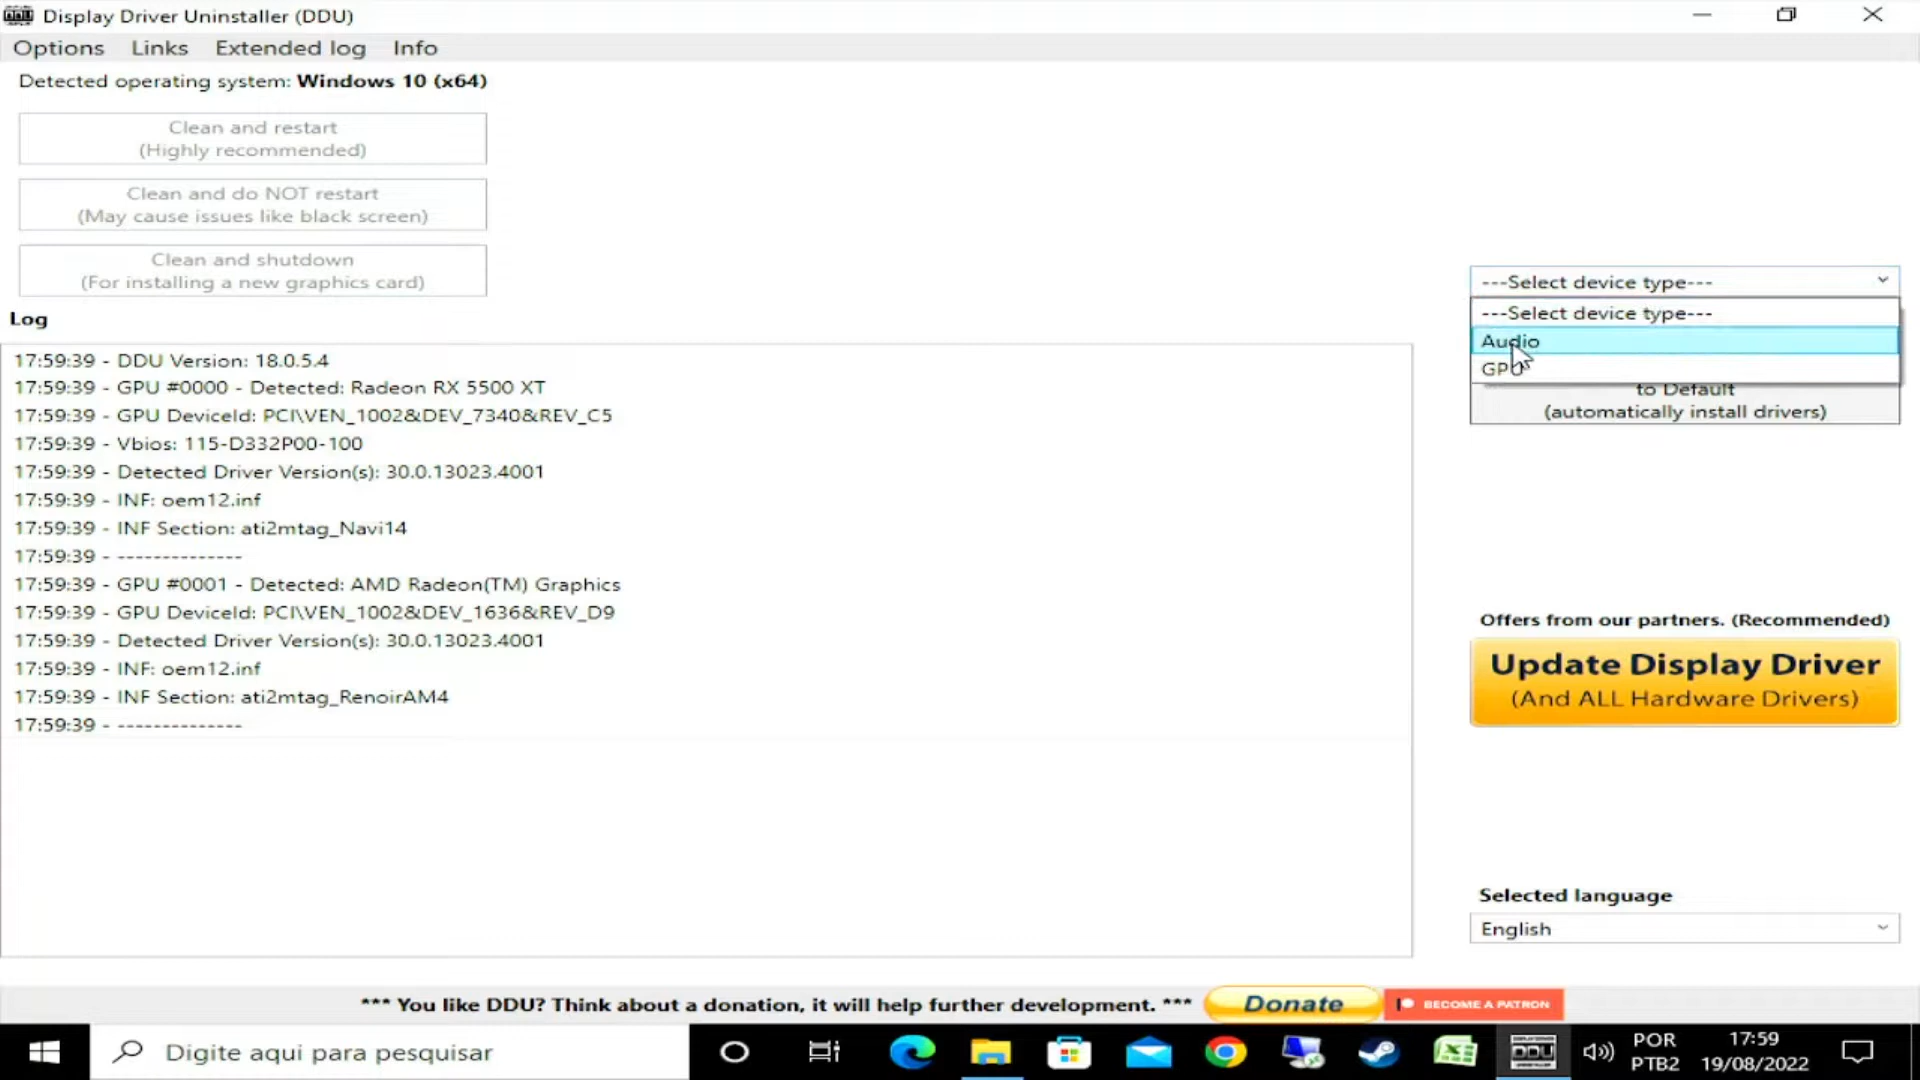 Display Driver Uninstaller (DDU)
Options Links Extended log Info
Detected operating system: Windows 10 (x64)
Clean and restart
(Highly recommended)
Clean and do NOT restart
(May cause issues like black screen)
Clean and shutdown
(For installing a new graphics card)
---Select device type---
---Select device type---
Audio
GPU
to Default
(automatically install drivers)
Log
17:59:39 - DDU Version: 18.0.5.4
17:59:39 - GPU #0000 - Detected: Radeon RX 5500 XT
17:59:39 - GPU DeviceId: PCI\VEN_1002&DEV_7340&REV_C5
17:59:39 - Vbios: 115-D332P00-100
17:59:39 - Detected Driver Version(s): 30.0.13023.4001
17:59:39 - INF: oem12.inf
17:59:39 - INF Section: ati2mtag_Navi14
17:59:39 - --------------
17:59:39 - GPU #0001 - Detected: AMD Radeon(TM) Graphics
17:59:39 - GPU DeviceId: PCI\VEN_1002&DEV_1636&REV_D9
17:59:39 - Detected Driver Version(s): 30.0.13023.4001
17:59:39 - INF: oem12.inf
17:59:39 - INF Section: ati2mtag_RenoirAM4
17:59:39 - --------------
Offers from our partners. (Recommended)
Update Display Driver
(And ALL Hardware Drivers)
Selected language
English
*** You like DDU? Think about a donation, it will help further development. ***
Donate
BECOME A PATRON
Digite aqui para pesquisar
DDU
POR
PTB2
17:59
19/08/2022